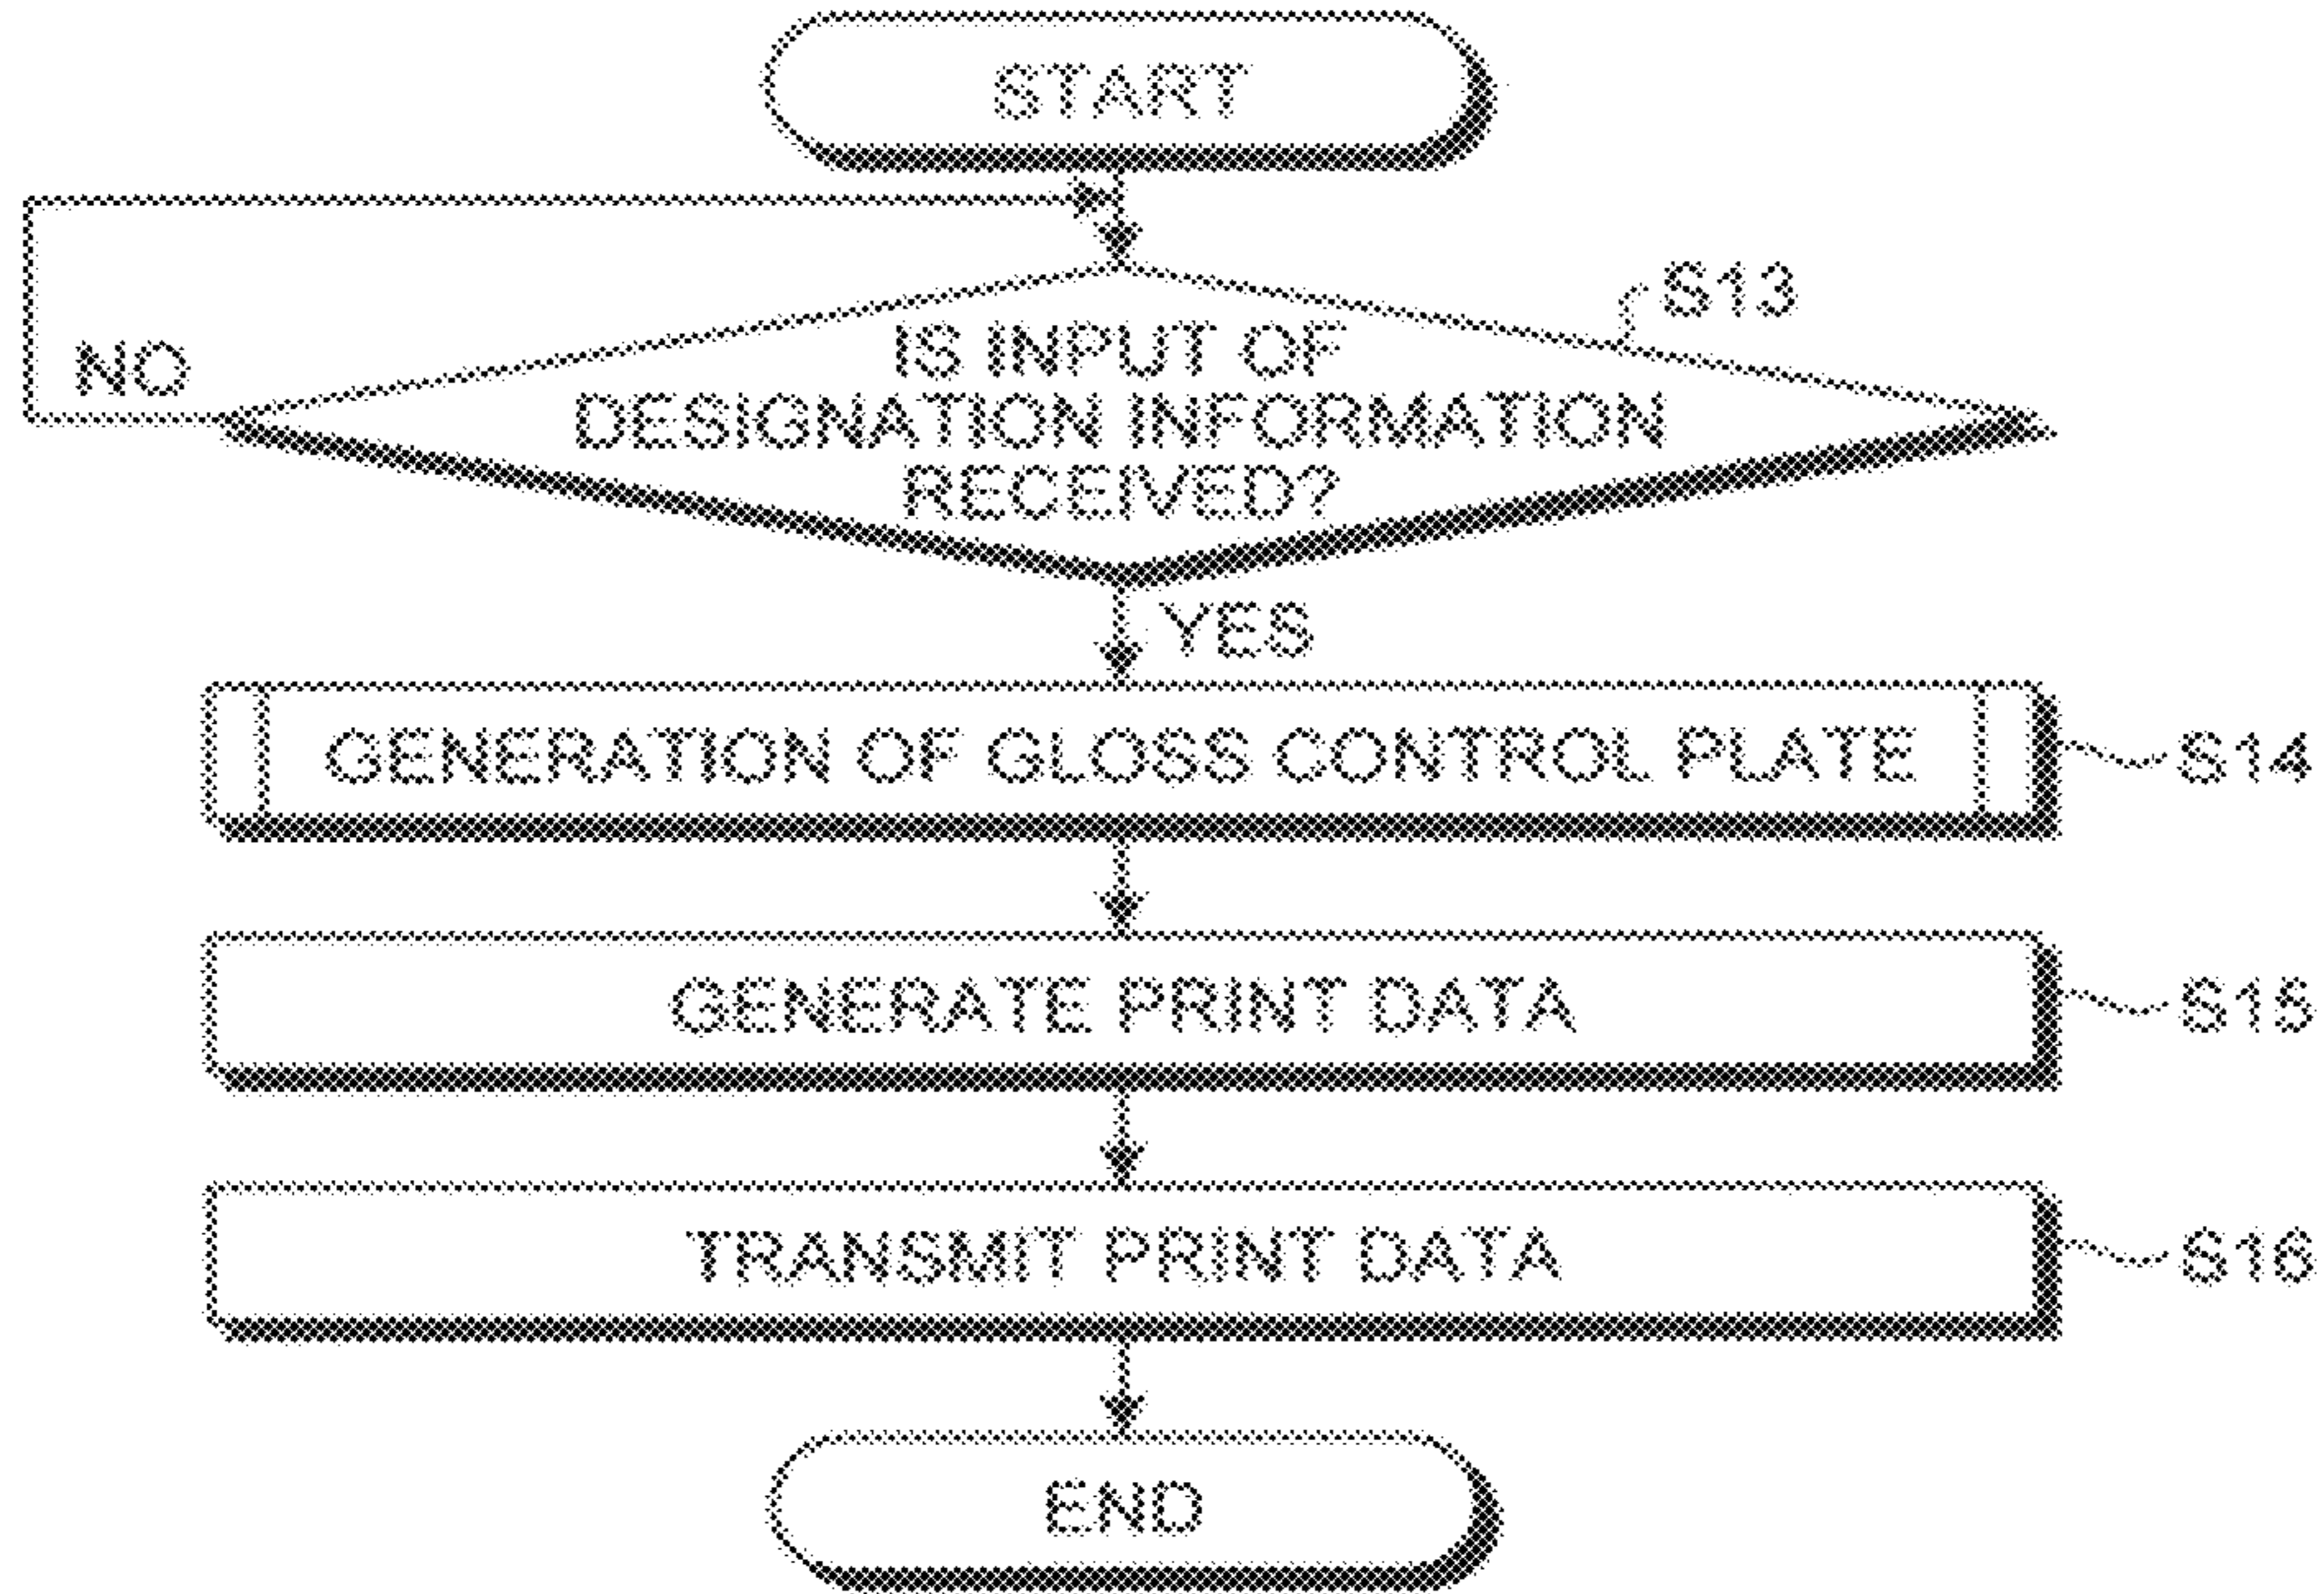 START
S13
NO
IS INPUT OF
DESIGNATION INFORMATION
RECEIVED?
YES
GENERATION OF GLOSS CONTROL PLATE
S14
GENERATE PRINT DATA
S15
TRANSMIT PRINT DATA
S16
END